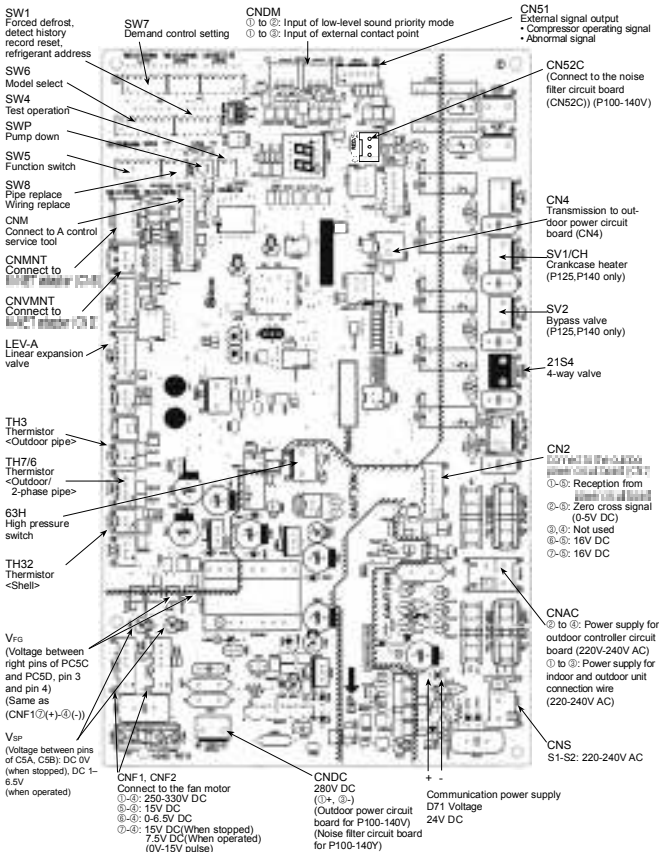 SW1
Forced defrost,
detect history
record reset,
refrigerant address
SW7
Demand control setting
CNDM
① to ②: Input of low-level sound priority mode
① to ③: Input of external contact point
CN51
External signal output
• Compressor operating signal
• Abnormal signal
SW6
Model select
SW4
Test operation
SWP
Pump down
SW5
Function switch
SW8
Pipe replace
Wiring replace
CNM
Connect to A control
service tool
CNMNT
Connect to
CNVMNT
Connect to
LEV-A
Linear expansion
valve
TH3
Thermistor
<Outdoor pipe>
TH7/6
Thermistor
<Outdoor/
2-phase pipe>
63H
High pressure
switch
TH32
Thermistor
<Shell>
VFG
(Voltage between
right pins of PC5C
and PC5D, pin 3
and pin 4)
(Same as
(CNF1⑦(+)-④(-))
VSP
(Voltage between pins
of C5A, C5B): DC 0V
(when stopped), DC 1–
6.5V
(when operated)
CNF1, CNF2
Connect to the fan motor
①-④: 250-330V DC
⑤-④: 15V DC
⑥-④: 0-6.5V DC
⑦-④: 15V DC(When stopped)
7.5V DC(When operated)
(0V-15V pulse)
CNDC
280V DC
(①+, ③-)
(Outdoor power circuit
board for P100-140V)
(Noise filter circuit board
for P100-140Y)
+ -
Communication power supply
D71 Voltage
24V DC
CN52C
(Connect to the noise
filter circuit board
(CN52C)) (P100-140V)
CN4
Transmission to out-
door power circuit
board (CN4)
SV1/CH
Crankcase heater
(P125,P140 only)
SV2
Bypass valve
(P125,P140 only)
21S4
4-way valve
CN2
①-⑤: Reception from
②-⑤: Zero cross signal
(0-5V DC)
③,④: Not used
⑥-⑤: 16V DC
⑦-⑤: 16V DC
CNAC
② to ④: Power supply for
outdoor controller circuit
board (220V-240V AC)
① to ③: Power supply for
indoor and outdoor unit
connection wire
(220-240V AC)
CNS
S1-S2: 220-240V AC